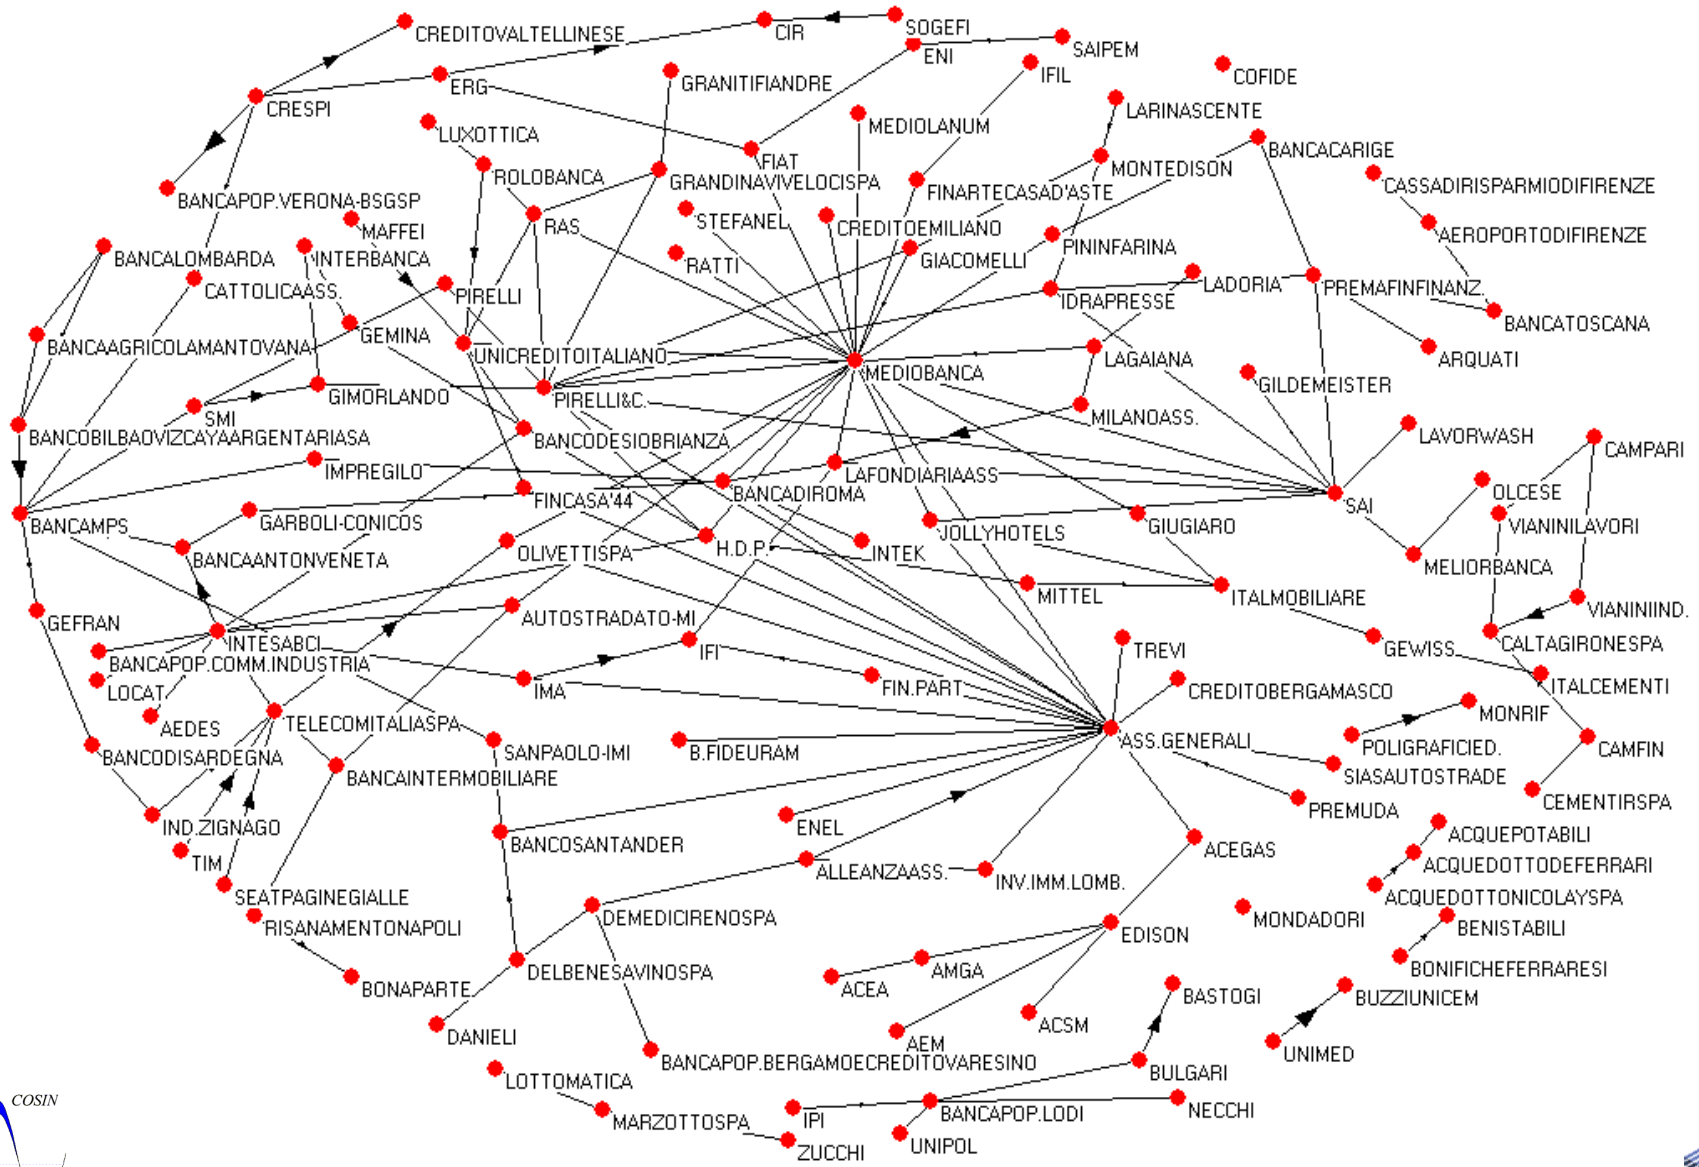 CREDITOVALTELLINESE
CIR
SOGEFI
ENI
SAIPEM
ERG
GRANITIFIANDRE
IFIL
COFIDE
CRESPI
LARINASCENTE
LUXOTTICA
MEDIOLANUM
FIAT
BANCACARIGE
ROLOBANCA
GRANDINAVIVELOCISPA
MONTEDISON
FINARTECASAD'ASTE
CASSADIRISPARMIODIFIRENZE
BANCAPOP.VERONA-BSGSP
MAFFEI
RAS
STEFANEL
CREDITOEMILIANO
PININFARINA
AEROPORTODIFIRENZE
BANCALOMBARDA
INTERBANCA
RATTI
GIACOMELLI
CATTOLICAASS.
PIRELLI
IDRAPRESSE
LADORIA
PREMAFINFINANZ.
BANCATOSCANA
BANCAAGRICOLAMANTOVANA
GEMINA
UNICREDITOITALIANO
MEDIOBANCA
LAGAIANA
ARQUATI
GILDEMEISTER
SMI
GIMORLANDO
PIRELLI&C.
MILANOASS.
BANCOBILBAOVIZCAYAARGENTARIASA
BANCODESIOBRIANZA
LAVORWASH
CAMPARI
IMPREGILO
LAFONDIARIAASS
BANCADIROMA
FINCASA'44
OLCESE
SAI
BANCAMPS
GARBOLI-CONICOS
JOLLYHOTELS
GIUGIARO
VIANINILAVORI
BANCAANTONVENETA
OLIVETTISPA
H.D.P.
INTEK
MELIORBANCA
MITTEL
ITALMOBILIARE
GEFRAN
AUTOSTRADATO-MI
VIANINIIND.
INTESABCI
IFI
TREVI
GEWISS
CALTAGIRONESPA
BANCAPOP.COMM.INDUSTRIA
LOCAT
IMA
FIN.PART
CREDITOBERGAMASCO
ITALCEMENTI
AEDES
TELECOMITALIASPA
MONRIF
BANCODISARDEGNA
SANPAOLO-IMI
B.FIDEURAM
ASS.GENERALI
POLIGRAFICIED.
CAMFIN
BANCAINTERMOBILIARE
SIASAUTOSTRADE
CEMENTIRSPA
PREMUDA
IND.ZIGNAGO
ENEL
BANCOSANTANDER
ACEGAS
ACQUEPOTABILI
TIM
ALLEANZAASS.
INV.IMM.LOMB.
ACQUEDOTTODEFERRARI
SEATPAGINEGIALLE
ACQUEDOTTONICOLAYSPA
RISANAMENTONAPOLI
DEMEDICIRENOSPA
MONDADORI
BENISTABILI
EDISON
DELBENESAVINOSPA
AMGA
BONIFICHEFERRARESI
BONAPARTE
ACEA
BASTOGI
BUZZIUNICEM
DANIELI
AEM
ACSM
UNIMED
BANCAPOP.BERGAMOECREDITOVARESINO
BULGARI
LOTTOMATICA
COSIN
MARZOTTOSPA
IPI
BANCAPOP.LODI
NECCHI
ZUCCHI
UNIPOL